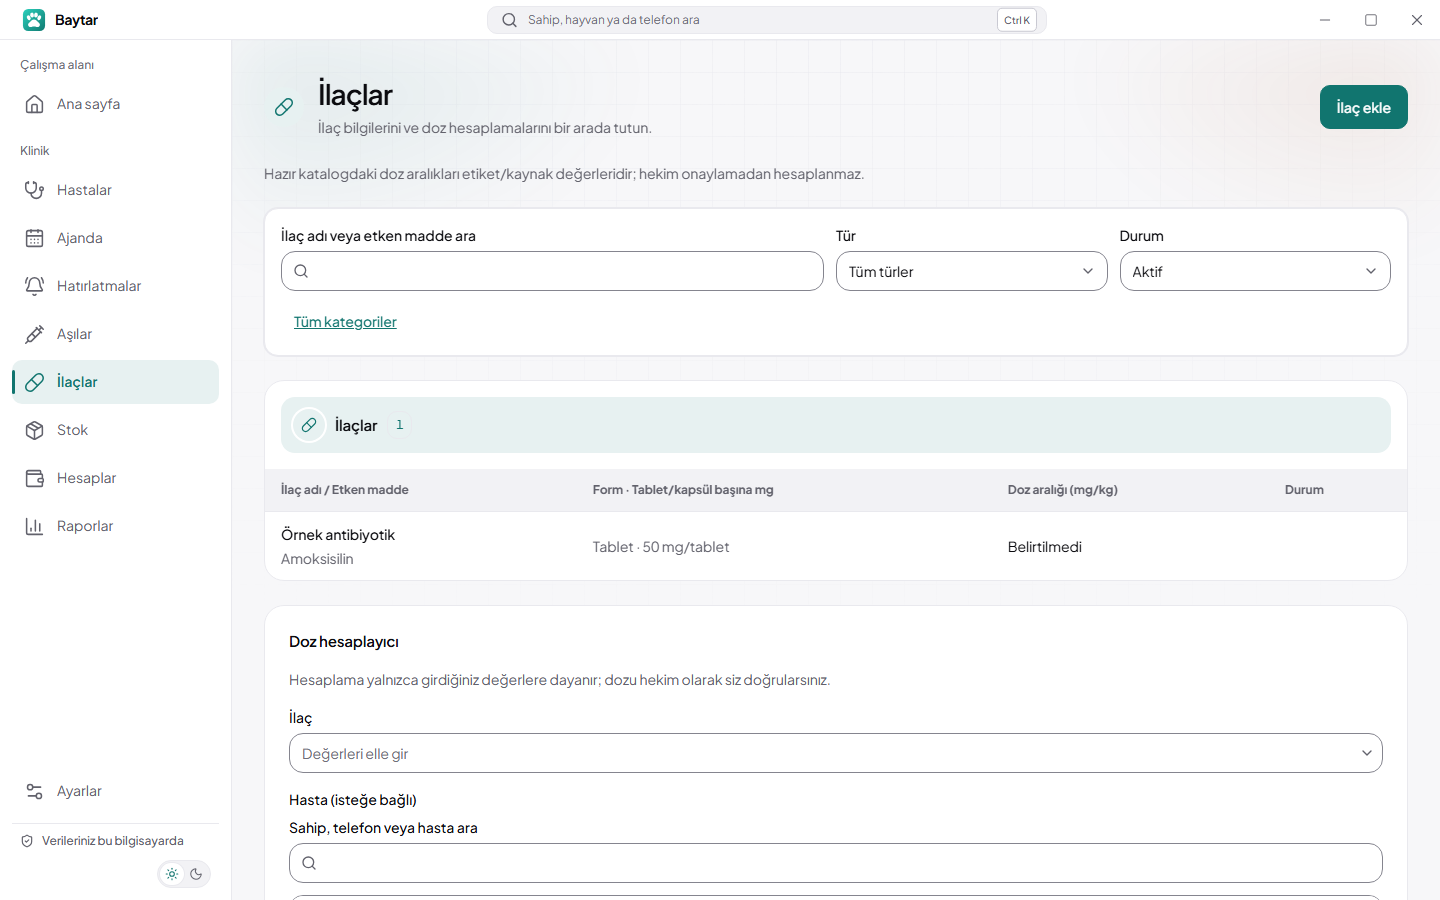 Baytar
Sahip, hayvan ya da telefon ara
Ctrl K
Çalışma alanı
Ana sayfa
Klinik
Hastalar
Ajanda
Hatırlatmalar
Aşılar
İlaçlar
Stok
Hesaplar
Raporlar
Ayarlar
Verileriniz bu bilgisayarda
İlaçlar
İlaç bilgilerini ve doz hesaplamalarını bir arada tutun.
İlaç ekle
Hazır katalogdaki doz aralıkları etiket/kaynak değerleridir; hekim onaylamadan hesaplanmaz.
İlaç adı veya etken madde ara
Tür
Tüm türler
Durum
Aktif
Tüm kategoriler
İlaçlar 1
İlaç adı / Etken madde Form · Tablet/kapsül başına mg Doz aralığı (mg/kg) Durum
Örnek antibiyotik
Amoksisilin
Tablet · 50 mg/tablet
Belirtilmedi
Doz hesaplayıcı
Hesaplama yalnızca girdiğiniz değerlere dayanır; dozu hekim olarak siz doğrularsınız.
İlaç
Değerleri elle gir
Hasta (isteğe bağlı)
Sahip, telefon veya hasta ara